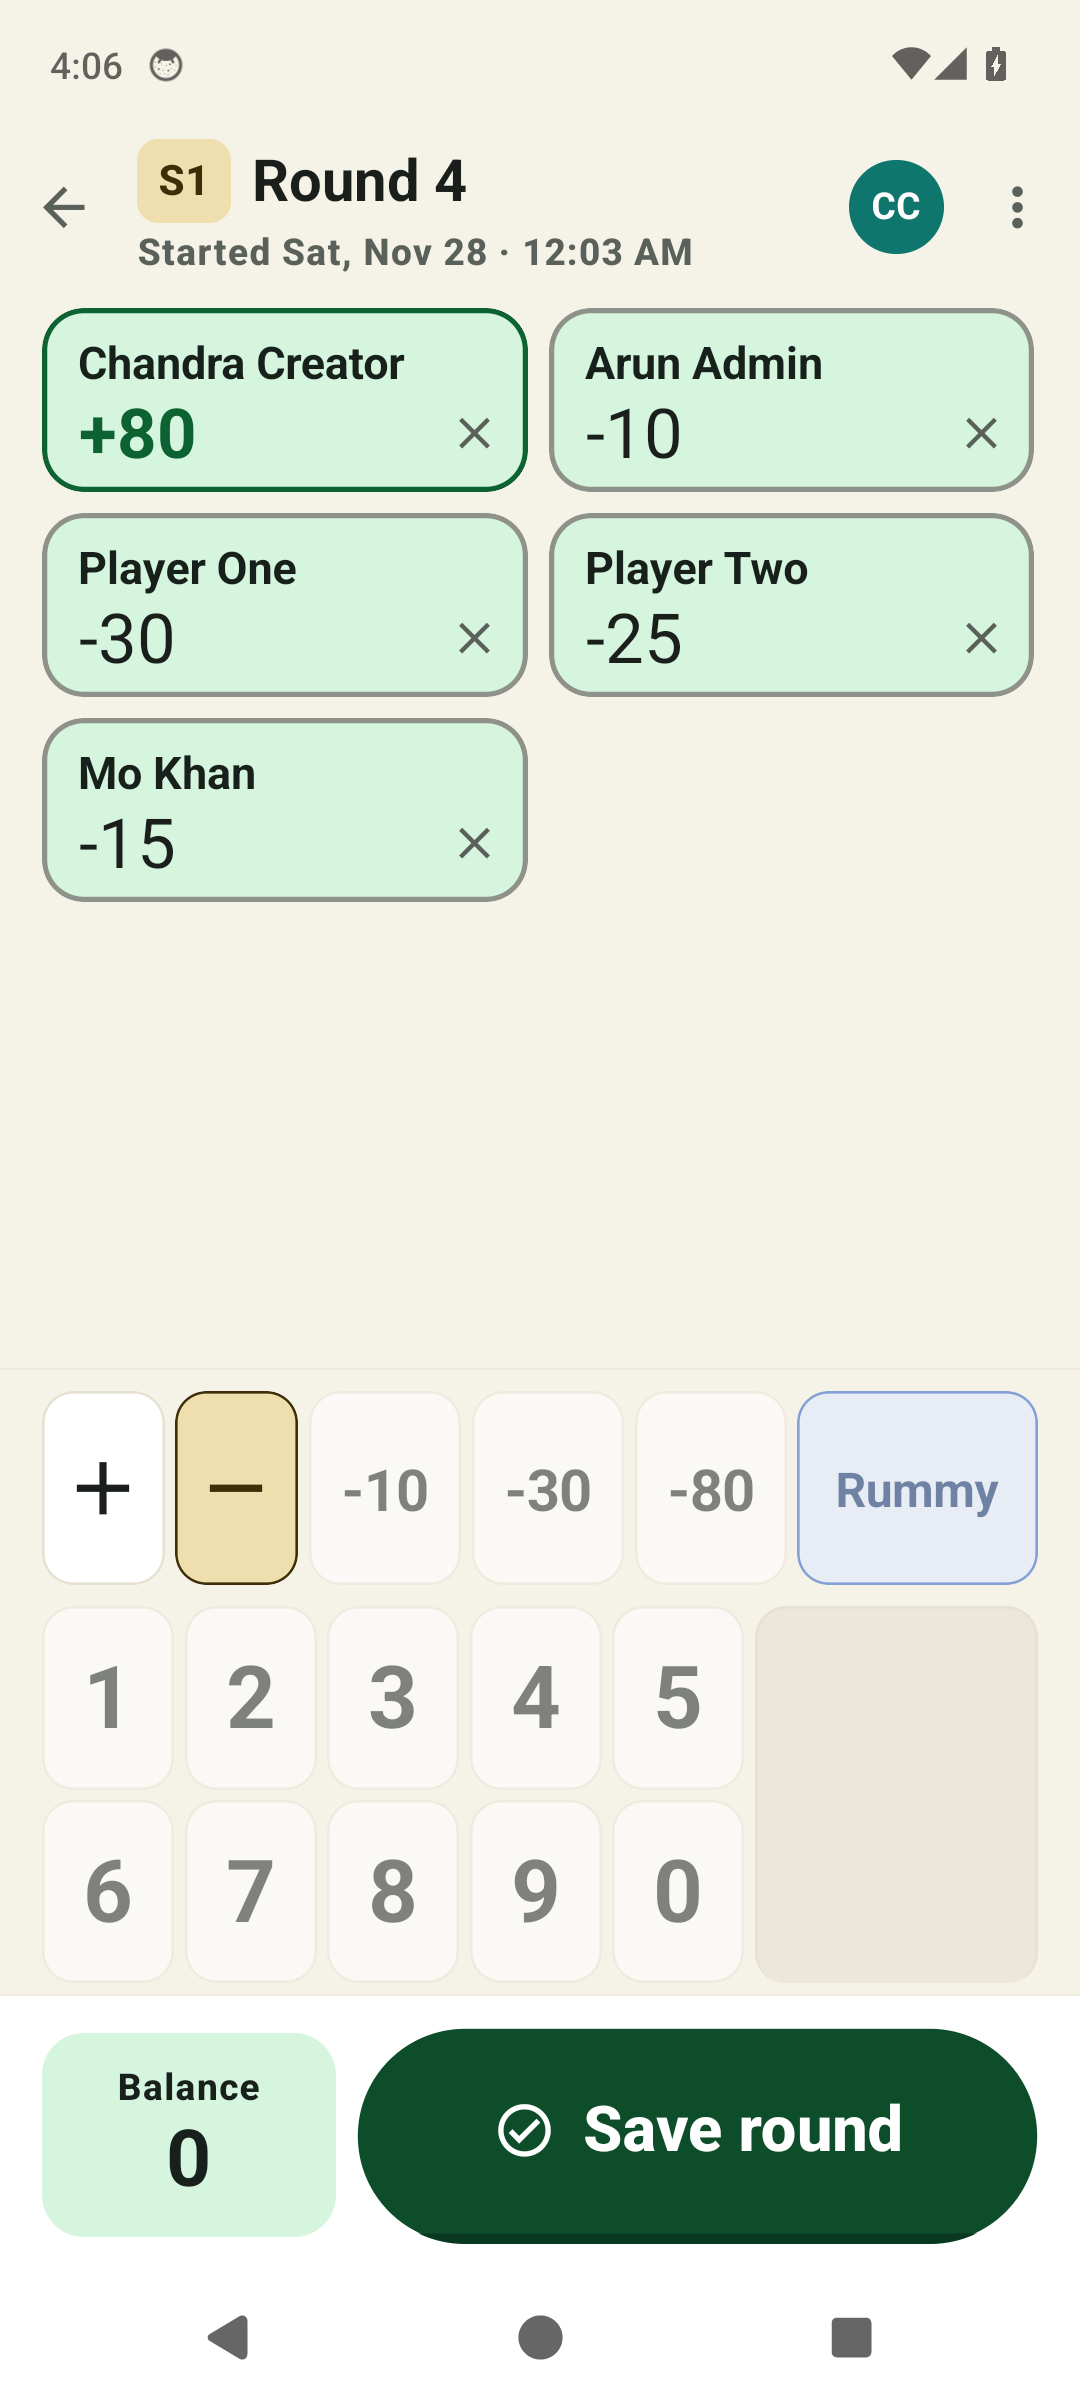 4:06
S1 Round 4
Started Sat, Nov 28 · 12:03 AM
CC
Chandra Creator
+80
Arun Admin
-10
Player One
-30
Player Two
-25
Mo Khan
-15
+ − -10 -30 -80 Rummy
1 2 3 4 5
6 7 8 9 0
Balance
0
Save round